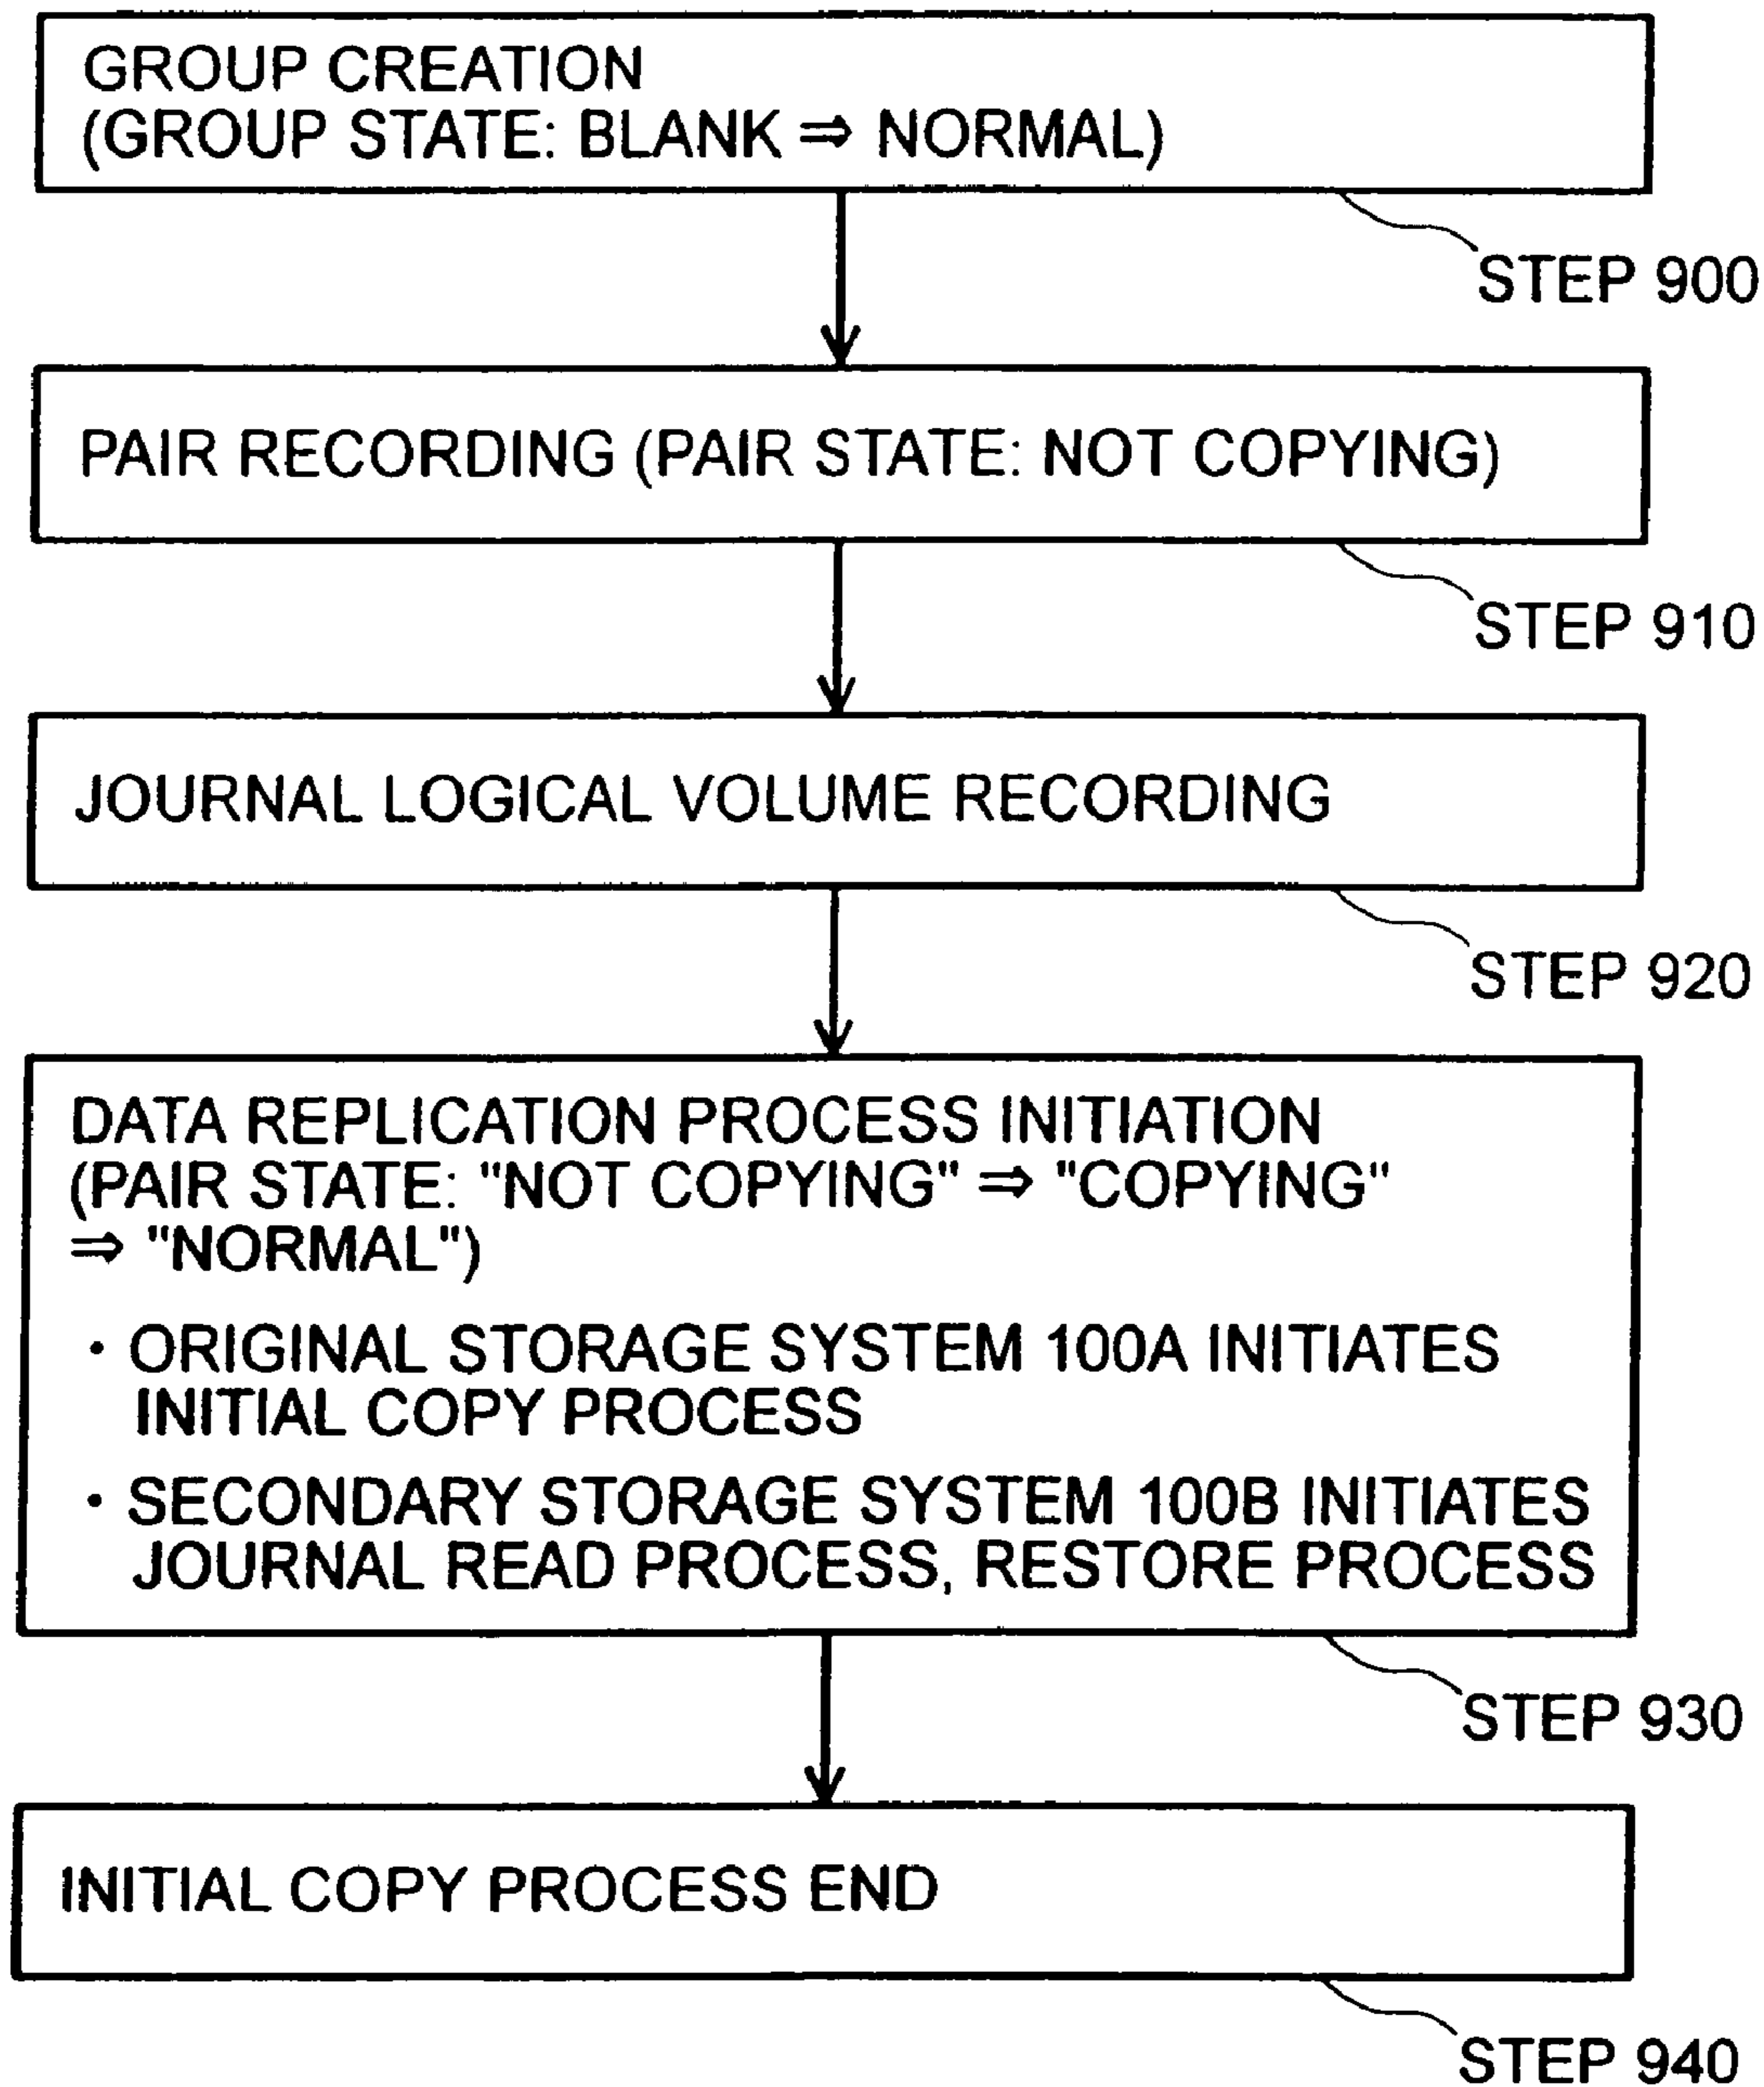 GROUP CREATION
(GROUP STATE: BLANK ⇒ NORMAL)
STEP 900
PAIR RECORDING (PAIR STATE: NOT COPYING)
STEP 910
JOURNAL LOGICAL VOLUME RECORDING
STEP 920
DATA REPLICATION PROCESS INITIATION
(PAIR STATE: "NOT COPYING" ⇒ "COPYING"
⇒ "NORMAL")
· ORIGINAL STORAGE SYSTEM 100A INITIATES
INITIAL COPY PROCESS
· SECONDARY STORAGE SYSTEM 100B INITIATES
JOURNAL READ PROCESS, RESTORE PROCESS
STEP 930
INITIAL COPY PROCESS END
STEP 940